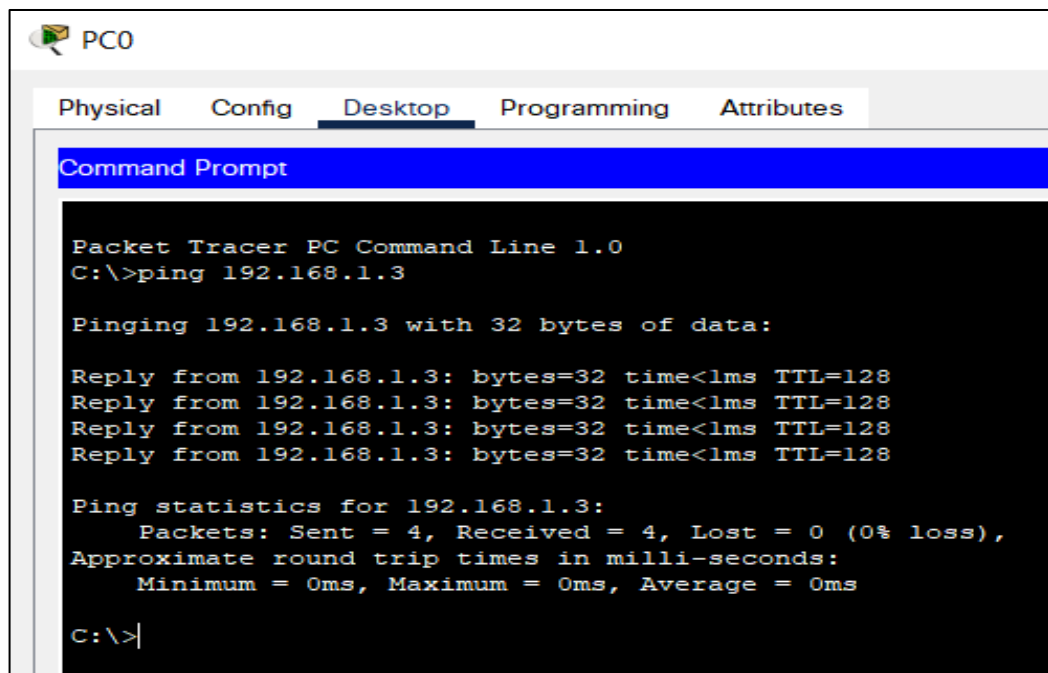 PC0
Physical Config Desktop Programming Attributes
Command Prompt
Packet Tracer PC Command Line 1.0
C:\>ping 192.168.1.3
Pinging 192.168.1.3 with 32 bytes of data:
Reply from 192.168.1.3: bytes=32 time<1ms TTL=128
Reply from 192.168.1.3: bytes=32 time<1ms TTL=128
Reply from 192.168.1.3: bytes=32 time<1ms TTL=128
Reply from 192.168.1.3: bytes=32 time<1ms TTL=128
Ping statistics for 192.168.1.3:
Packets: Sent = 4, Received = 4, Lost = 0 (0% loss),
Approximate round trip times in milli-seconds:
Minimum = 0ms, Maximum = 0ms, Average = 0ms
C:\>